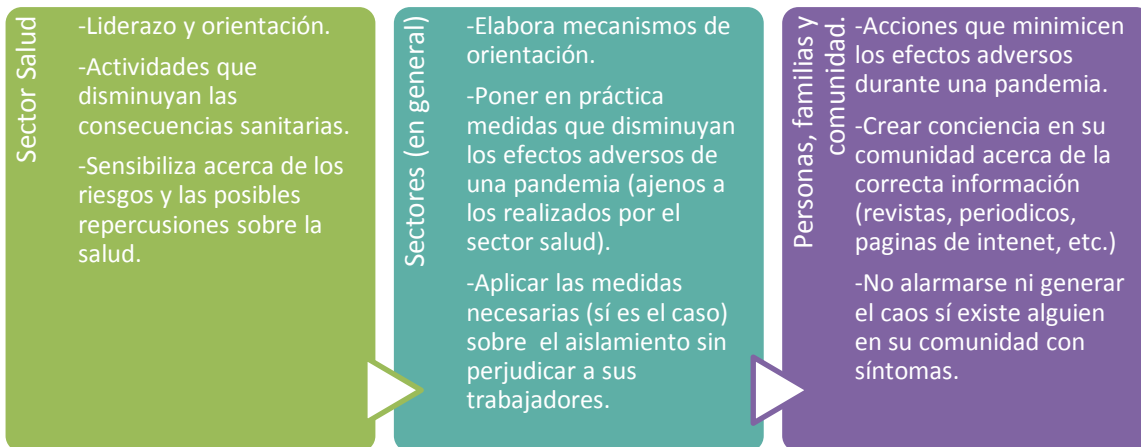 Sector Salud
-Liderazo y orientación.
-Actividades que
disminuyan las
consecuencias sanitarias.
-Sensibiliza acerca de los
riesgos y las posibles
repercusiones sobre la
salud.
Sectores (en general)
-Elabora mecanismos de
orientación.
-Poner en práctica
medidas que disminuyan
los efectos adversos de
una pandemia (ajenos a
los realizados por el
sector salud).
-Aplicar las medidas
necesarias (sí es el caso)
sobre el aislamiento sin
perjudicar a sus
trabajadores.
Personas, familias y
comunidad.
-Acciones que minimicen
los efectos adversos
durante una pandemia.
-Crear conciencia en su
comunidad acerca de la
correcta información
(revistas, periodicos,
paginas de intenet, etc.)
-No alarmarse ni generar
el caos sí existe alguien
en su comunidad con
síntomas.